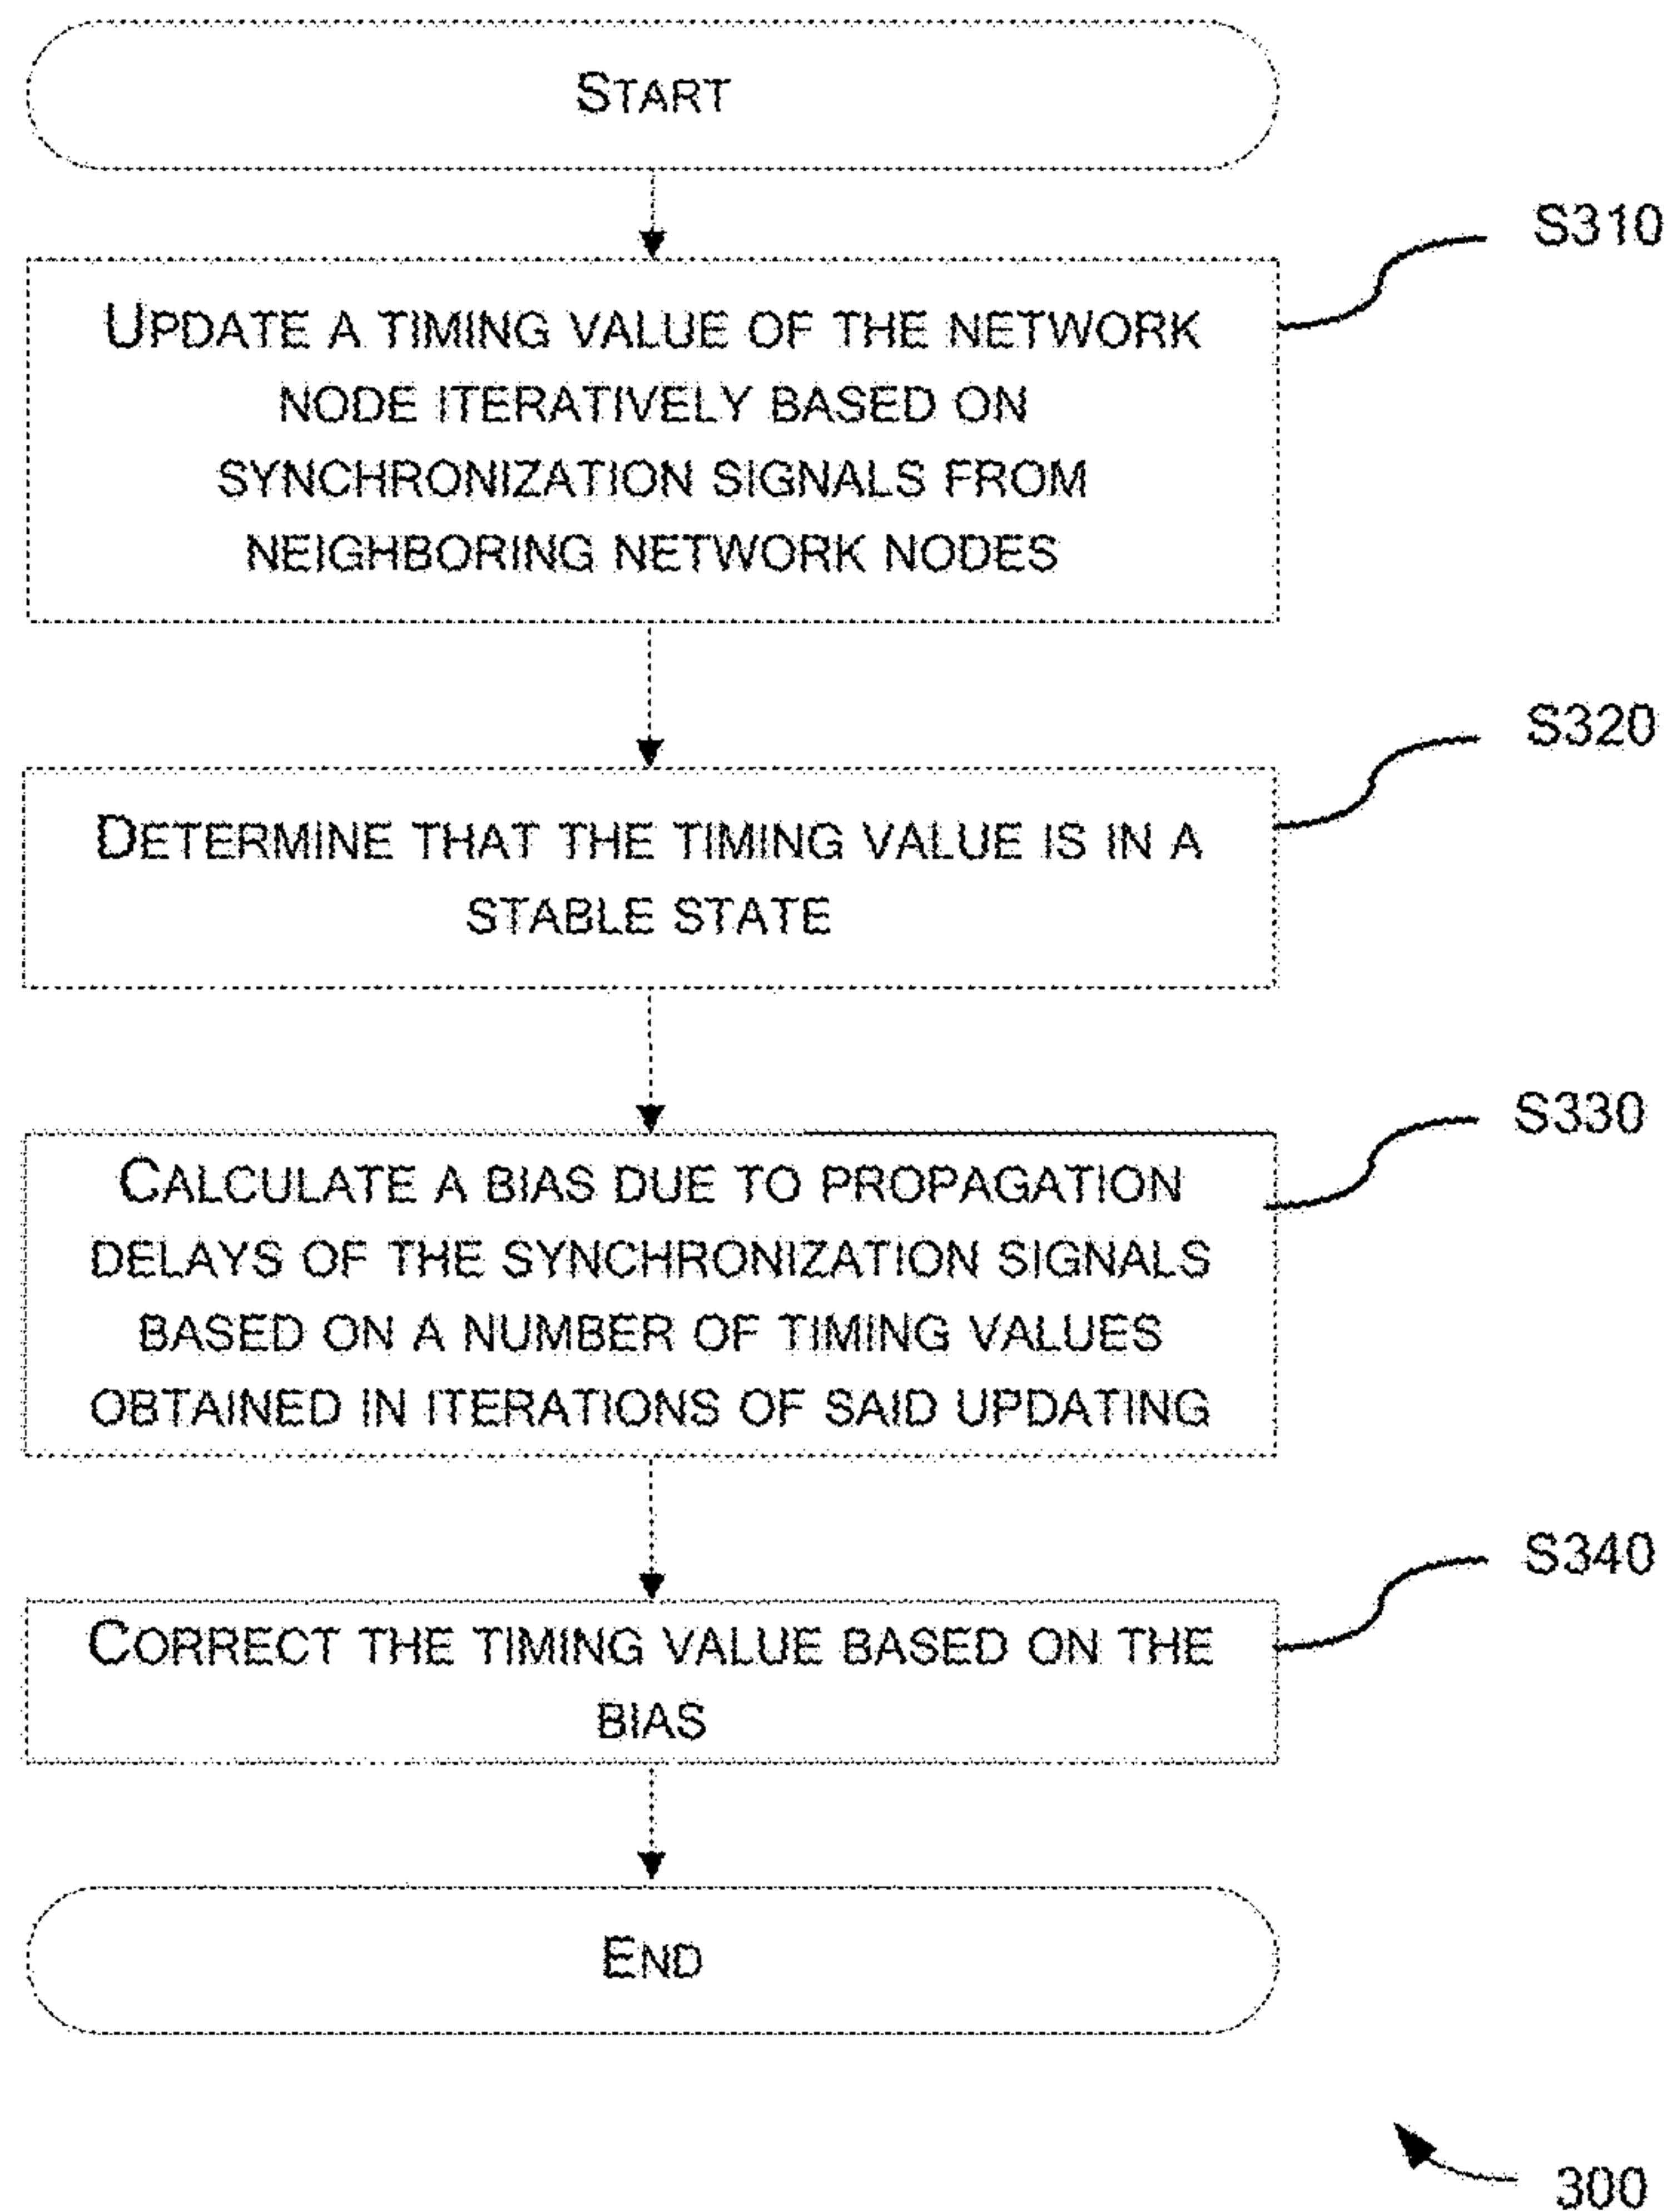 START
S310
UPDATE A TIMING VALUE OF THE NETWORK
NODE ITERATIVELY BASED ON
SYNCHRONIZATION SIGNALS FROM
NEIGHBORING NETWORK NODES
S320
DETERMINE THAT THE TIMING VALUE IS IN A
STABLE STATE
S330
CALCULATE A BIAS DUE TO PROPAGATION
DELAYS OF THE SYNCHRONIZATION SIGNALS
BASED ON A NUMBER OF TIMING VALUES
OBTAINED IN ITERATIONS OF SAID UPDATING
S340
CORRECT THE TIMING VALUE BASED ON THE
BIAS
END
300